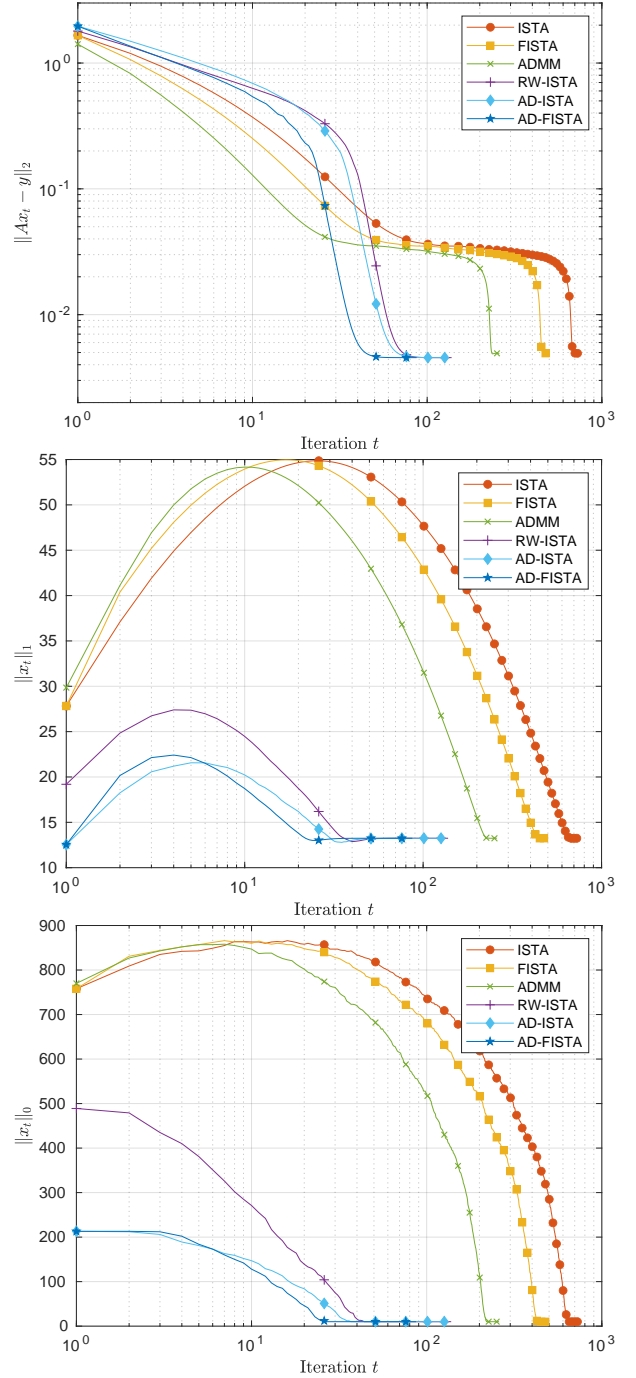 10^0
10^-1
10^-2
‖Ax_t − y‖_2
ISTA
FISTA
ADMM
RW-ISTA
AD-ISTA
AD-FISTA
10^0 10^1 10^2 10^3
Iteration t
55
50
45
40
35
30
25
20
15
10
‖x_t‖_1
ISTA
FISTA
ADMM
RW-ISTA
AD-ISTA
AD-FISTA
10^0 10^1 10^2 10^3
Iteration t
900
800
700
600
500
400
300
200
100
0
‖x_t‖_0
ISTA
FISTA
ADMM
RW-ISTA
AD-ISTA
AD-FISTA
10^0 10^1 10^2 10^3
Iteration t